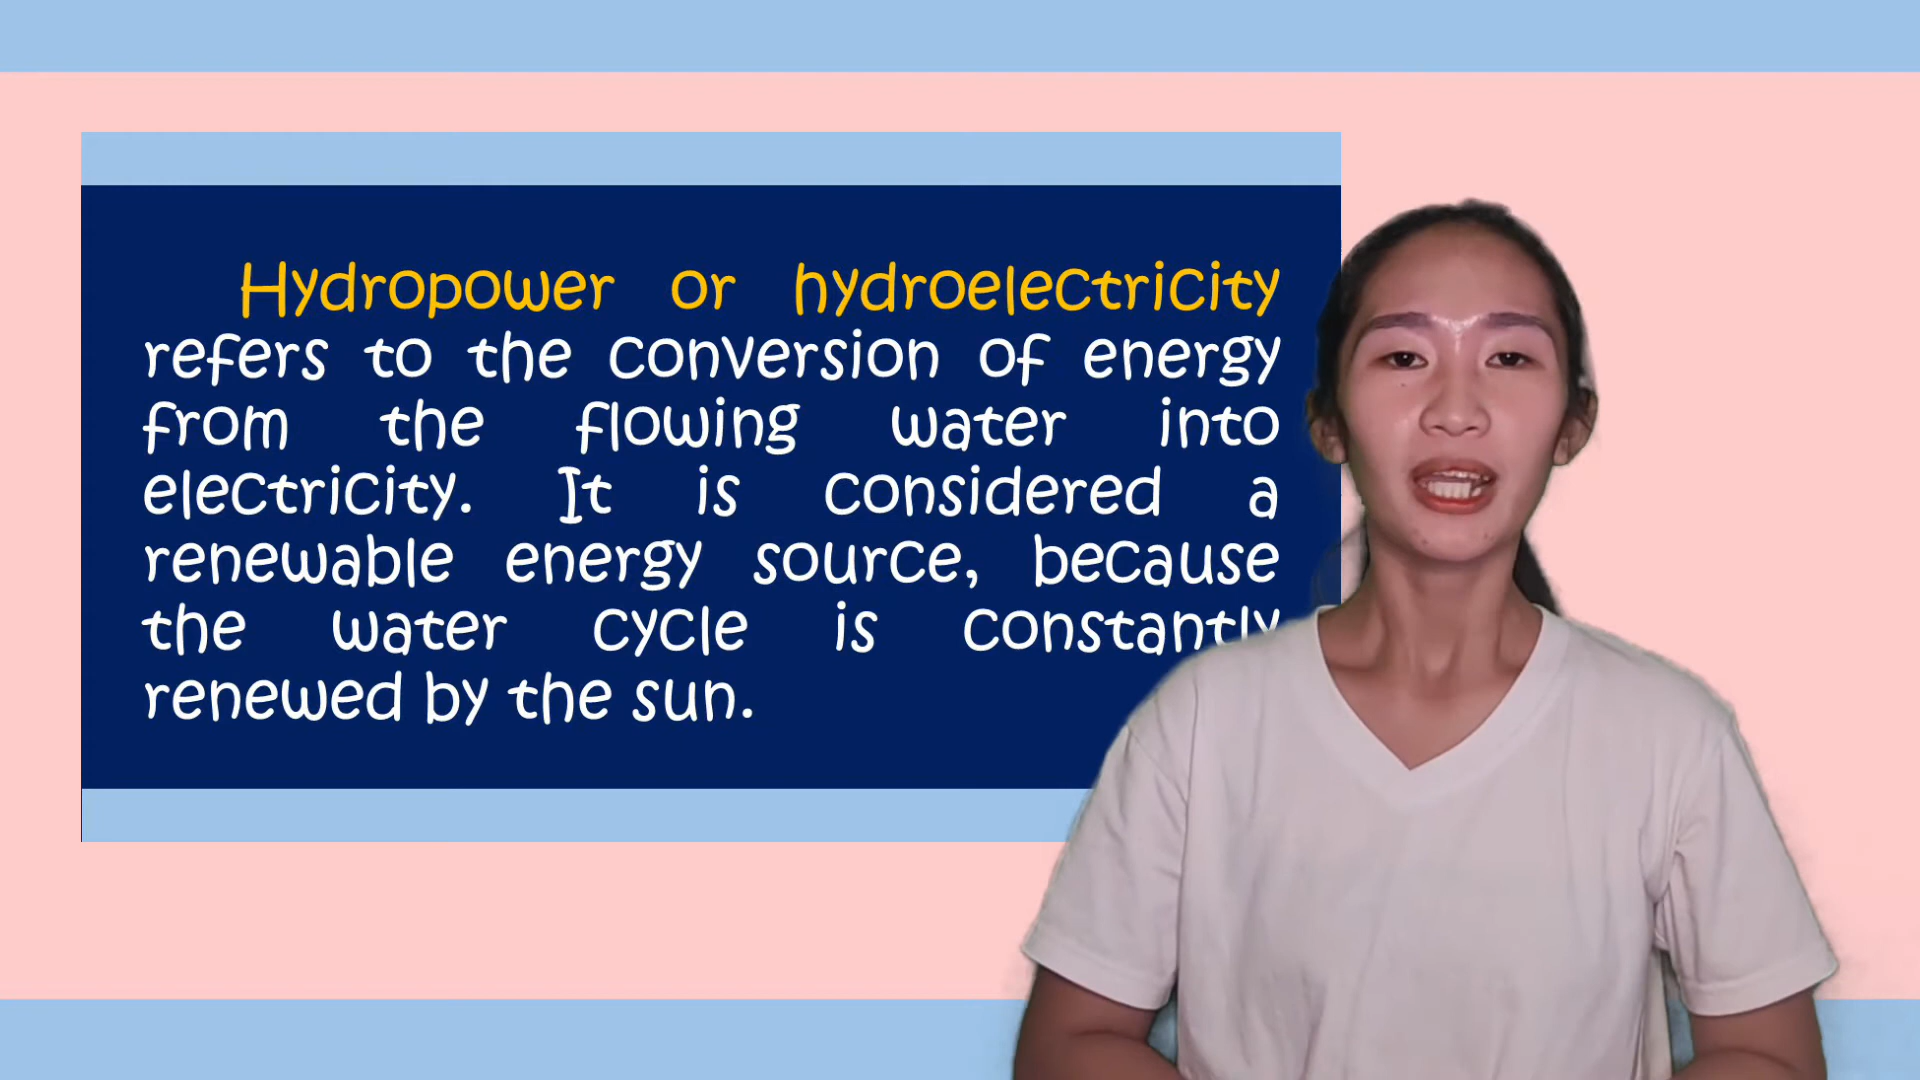 Hydropower or hydroelectricity
refers to the conversion of energy
from the flowing water into
electricity. It is considered a
renewable energy source, because
the water cycle is constantly
renewed by the sun.